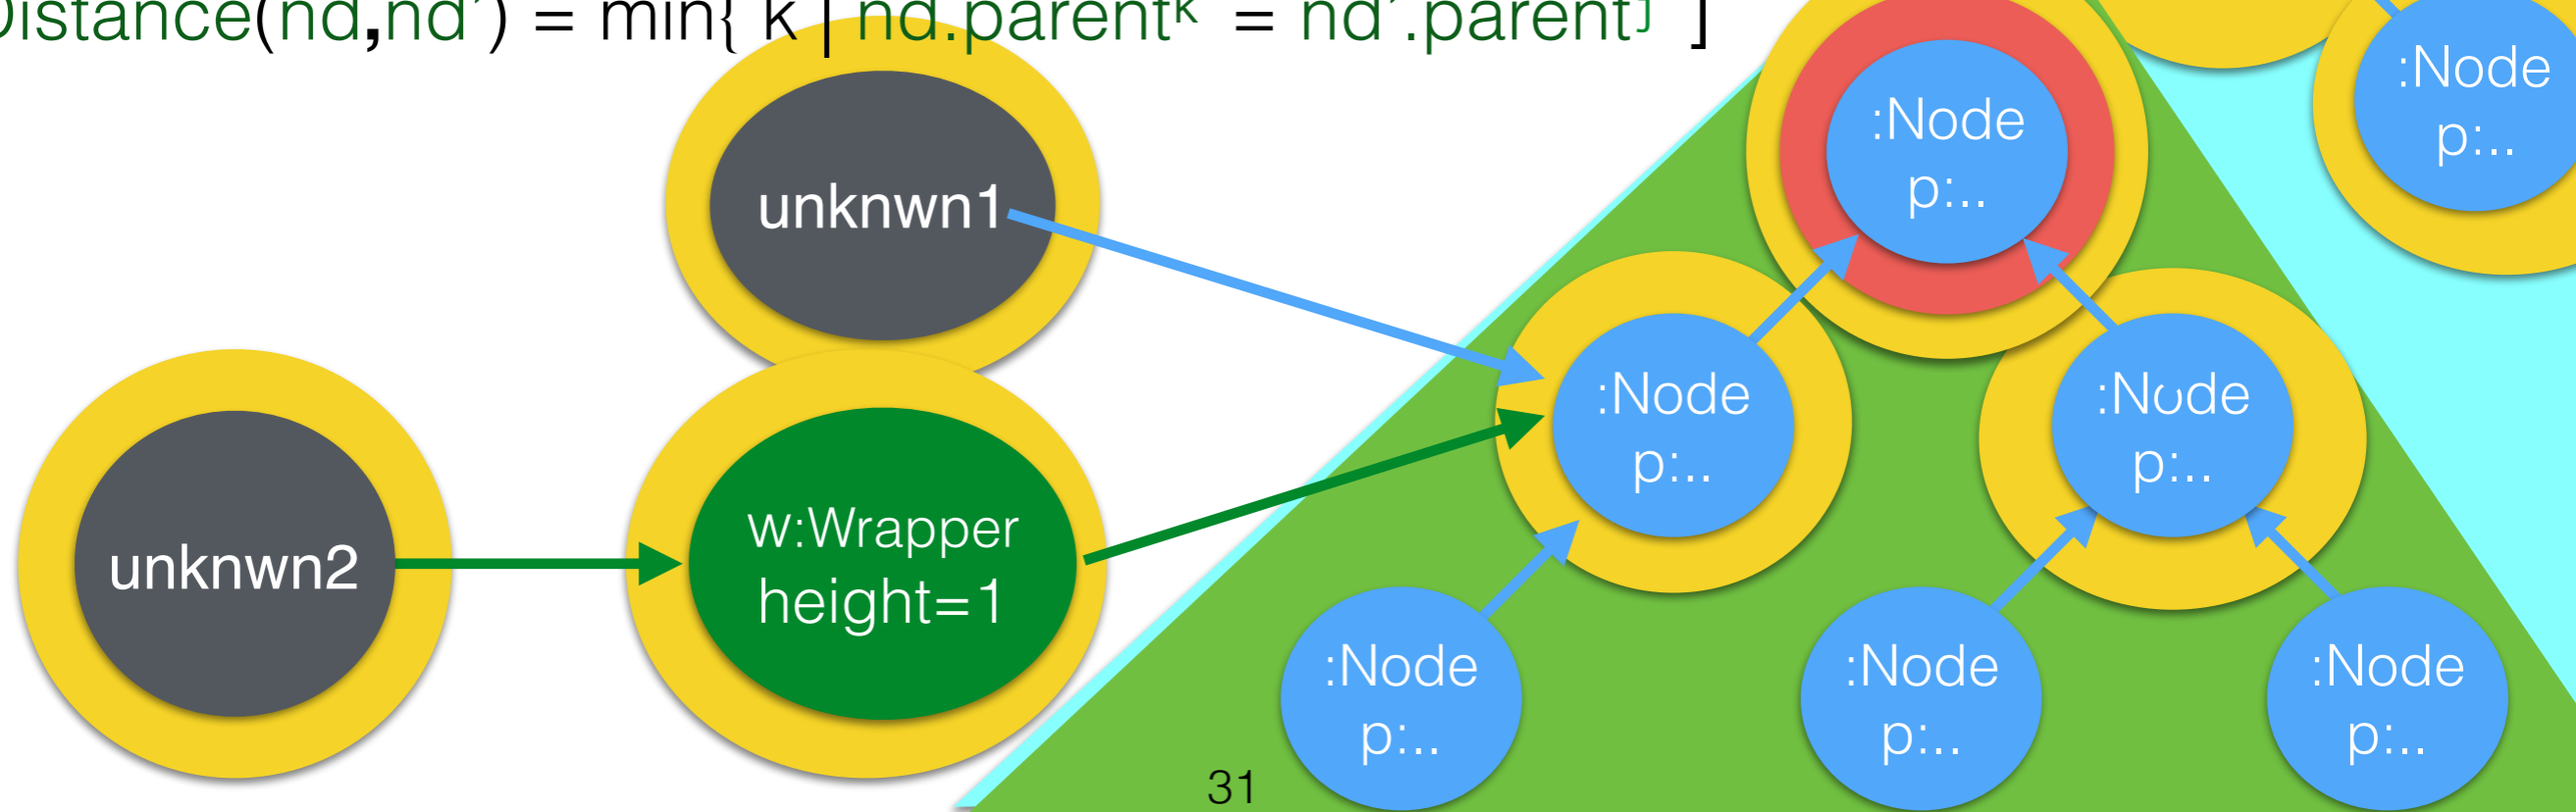 Distance(nd,nd’) = min{ k | nd.parentᵏ = nd’.parentʲ ]
:Node
p:..
:Node
p:..
unknwn1
:Node
p:..
:Node
p:..
w:Wrapper
height=1
unknwn2
:Node
p:..
:Node
p:..
:Node
p:..
31